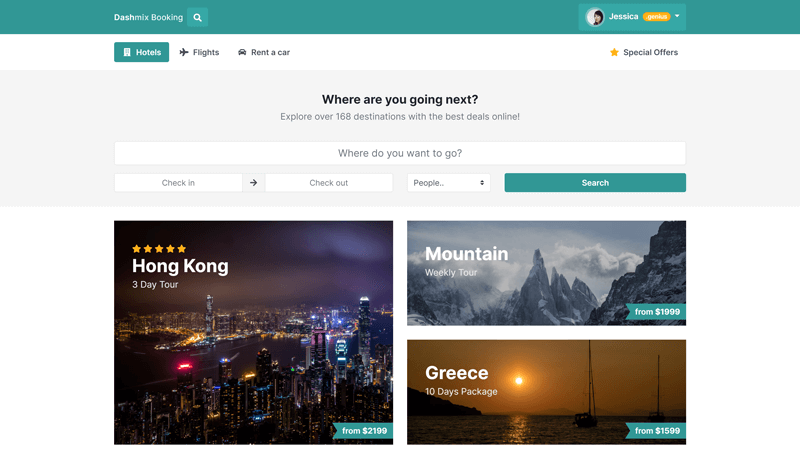 Dashmix Booking
Jessica genius
Hotels Flights Rent a car Special Offers
Where are you going next?
Explore over 168 destinations with the best deals online!
Where do you want to go?
Check in Check out People.. Search
Hong Kong
3 Day Tour
from $2199
Mountain
Weekly Tour
from $1999
Greece
10 Days Package
from $1599